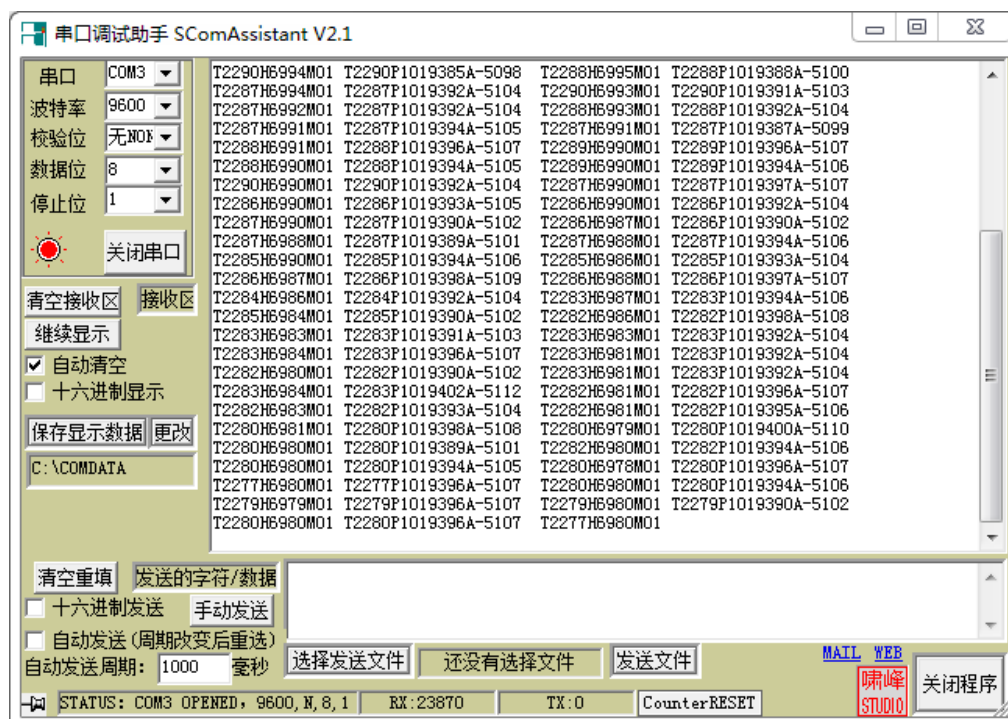 串口调试助手 SComAssistant V2.1
串口 COM3
波特率 9600
校验位 无NON
数据位 8
停止位 1
关闭串口
清空接收区 接收区
继续显示
自动清空
十六进制显示
保存显示数据 更改
C:\COMDATA
T2290H6994M01 T2290P1019385A-5098 T2288H6995M01 T2288P1019388A-5100
T2287H6994M01 T2287P1019392A-5104 T2290H6993M01 T2290P1019391A-5103
T2287H6992M01 T2287P1019392A-5104 T2288H6993M01 T2288P1019392A-5104
T2287H6991M01 T2287P1019394A-5105 T2287H6991M01 T2287P1019387A-5099
T2288H6991M01 T2288P1019396A-5107 T2289H6990M01 T2289P1019396A-5107
T2288H6990M01 T2288P1019394A-5105 T2289H6990M01 T2289P1019394A-5106
T2290H6990M01 T2290P1019392A-5104 T2287H6990M01 T2287P1019397A-5107
T2286H6990M01 T2286P1019393A-5105 T2286H6990M01 T2286P1019392A-5104
T2287H6990M01 T2287P1019390A-5102 T2286H6987M01 T2286P1019390A-5102
T2287H6988M01 T2287P1019389A-5101 T2287H6988M01 T2287P1019394A-5106
T2285H6990M01 T2285P1019394A-5106 T2285H6986M01 T2285P1019393A-5104
T2286H6987M01 T2286P1019398A-5109 T2286H6988M01 T2286P1019397A-5107
T2284H6986M01 T2284P1019392A-5104 T2283H6987M01 T2283P1019394A-5106
T2285H6984M01 T2285P1019390A-5102 T2282H6986M01 T2282P1019398A-5108
T2283H6983M01 T2283P1019391A-5103 T2283H6983M01 T2283P1019392A-5104
T2283H6984M01 T2283P1019396A-5107 T2283H6981M01 T2283P1019392A-5104
T2282H6980M01 T2282P1019390A-5102 T2283H6980M01 T2283P1019392A-5104
T2283H6984M01 T2283P1019402A-5112 T2282H6981M01 T2282P1019396A-5107
T2282H6983M01 T2282P1019393A-5104 T2282H6981M01 T2282P1019395A-5106
T2280H6981M01 T2280P1019398A-5108 T2280H6979M01 T2280P1019400A-5110
T2280H6980M01 T2280P1019389A-5101 T2282H6980M01 T2282P1019394A-5106
T2280H6980M01 T2280P1019394A-5105 T2280H6978M01 T2280P1019396A-5107
T2277H6980M01 T2277P1019396A-5107 T2280H6980M01 T2280P1019394A-5106
T2279H6979M01 T2279P1019396A-5107 T2279H6980M01 T2279P1019390A-5102
T2280H6980M01 T2280P1019396A-5107 T2277H6980M01
清空重填 发送的字符/数据
十六进制发送 手动发送
自动发送(周期改变后重选)
自动发送周期: 1000 毫秒 选择发送文件 还没有选择文件 发送文件
MAIL WEB
啸峰 STUDIO 关闭程序
STATUS: COM3 OPENED, 9600,N,8,1 RX:23870 TX:0 CounterRESET